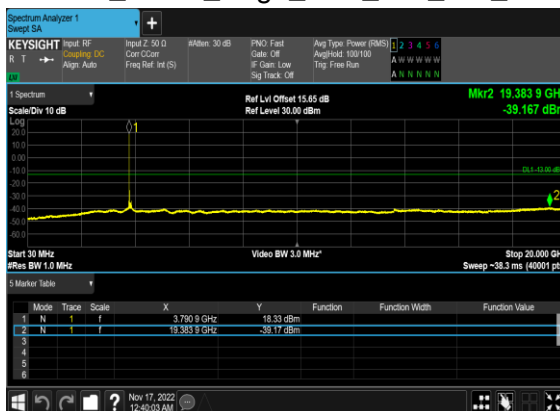 Spectrum Analyzer 1
Swept SA
KEYSIGHT Input: RF Input Z: 50 Ω #Atten: 30 dB PNO: Fast Avg Type: Power (RMS) 1 2 3 4 5 6
R T Coupling: DC Corr CCorr Gate: Off Avg|Hold: 100/100 A W W W W W
Align: Auto Freq Ref: Int (S) IF Gain: Low Trig: Free Run A N N N N N
LU Sig Track: Off
1 Spectrum Ref Lvl Offset 15.65 dB Mkr2 19.383 9 GH
Scale/Div 10 dB Ref Level 30.00 dBm -39.167 dB
Log
20.0 1
10.0
0.00
-10.0 DL1 -13.00 dB
-20.0
-30.0 2
-40.0
-50.0
-60.0
Start 30 MHz Video BW 3.0 MHz* Stop 20.000 GH
#Res BW 1.0 MHz Sweep ~38.3 ms (40001 pt
5 Marker Table
Mode Trace Scale X Y Function Function Width Function Value
1 N 1 f 3.790 9 GHz 18.33 dBm
2 N 1 f 19.383 9 GHz -39.17 dBm
3
4
5
6
? Nov 17, 2022
12:40:03 AM